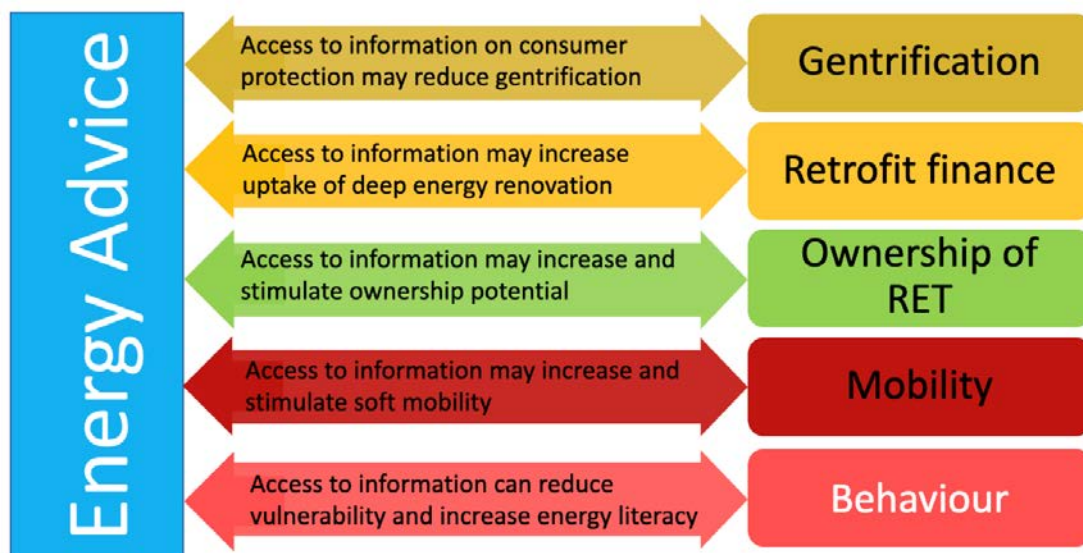 Energy Advice
Access to information on consumer
protection may reduce gentrification
Gentrification
Access to information may increase
uptake of deep energy renovation
Retrofit finance
Access to information may increase and
stimulate ownership potential
Ownership of
RET
Access to information may increase and
stimulate soft mobility
Mobility
Access to information can reduce
vulnerability and increase energy literacy
Behaviour